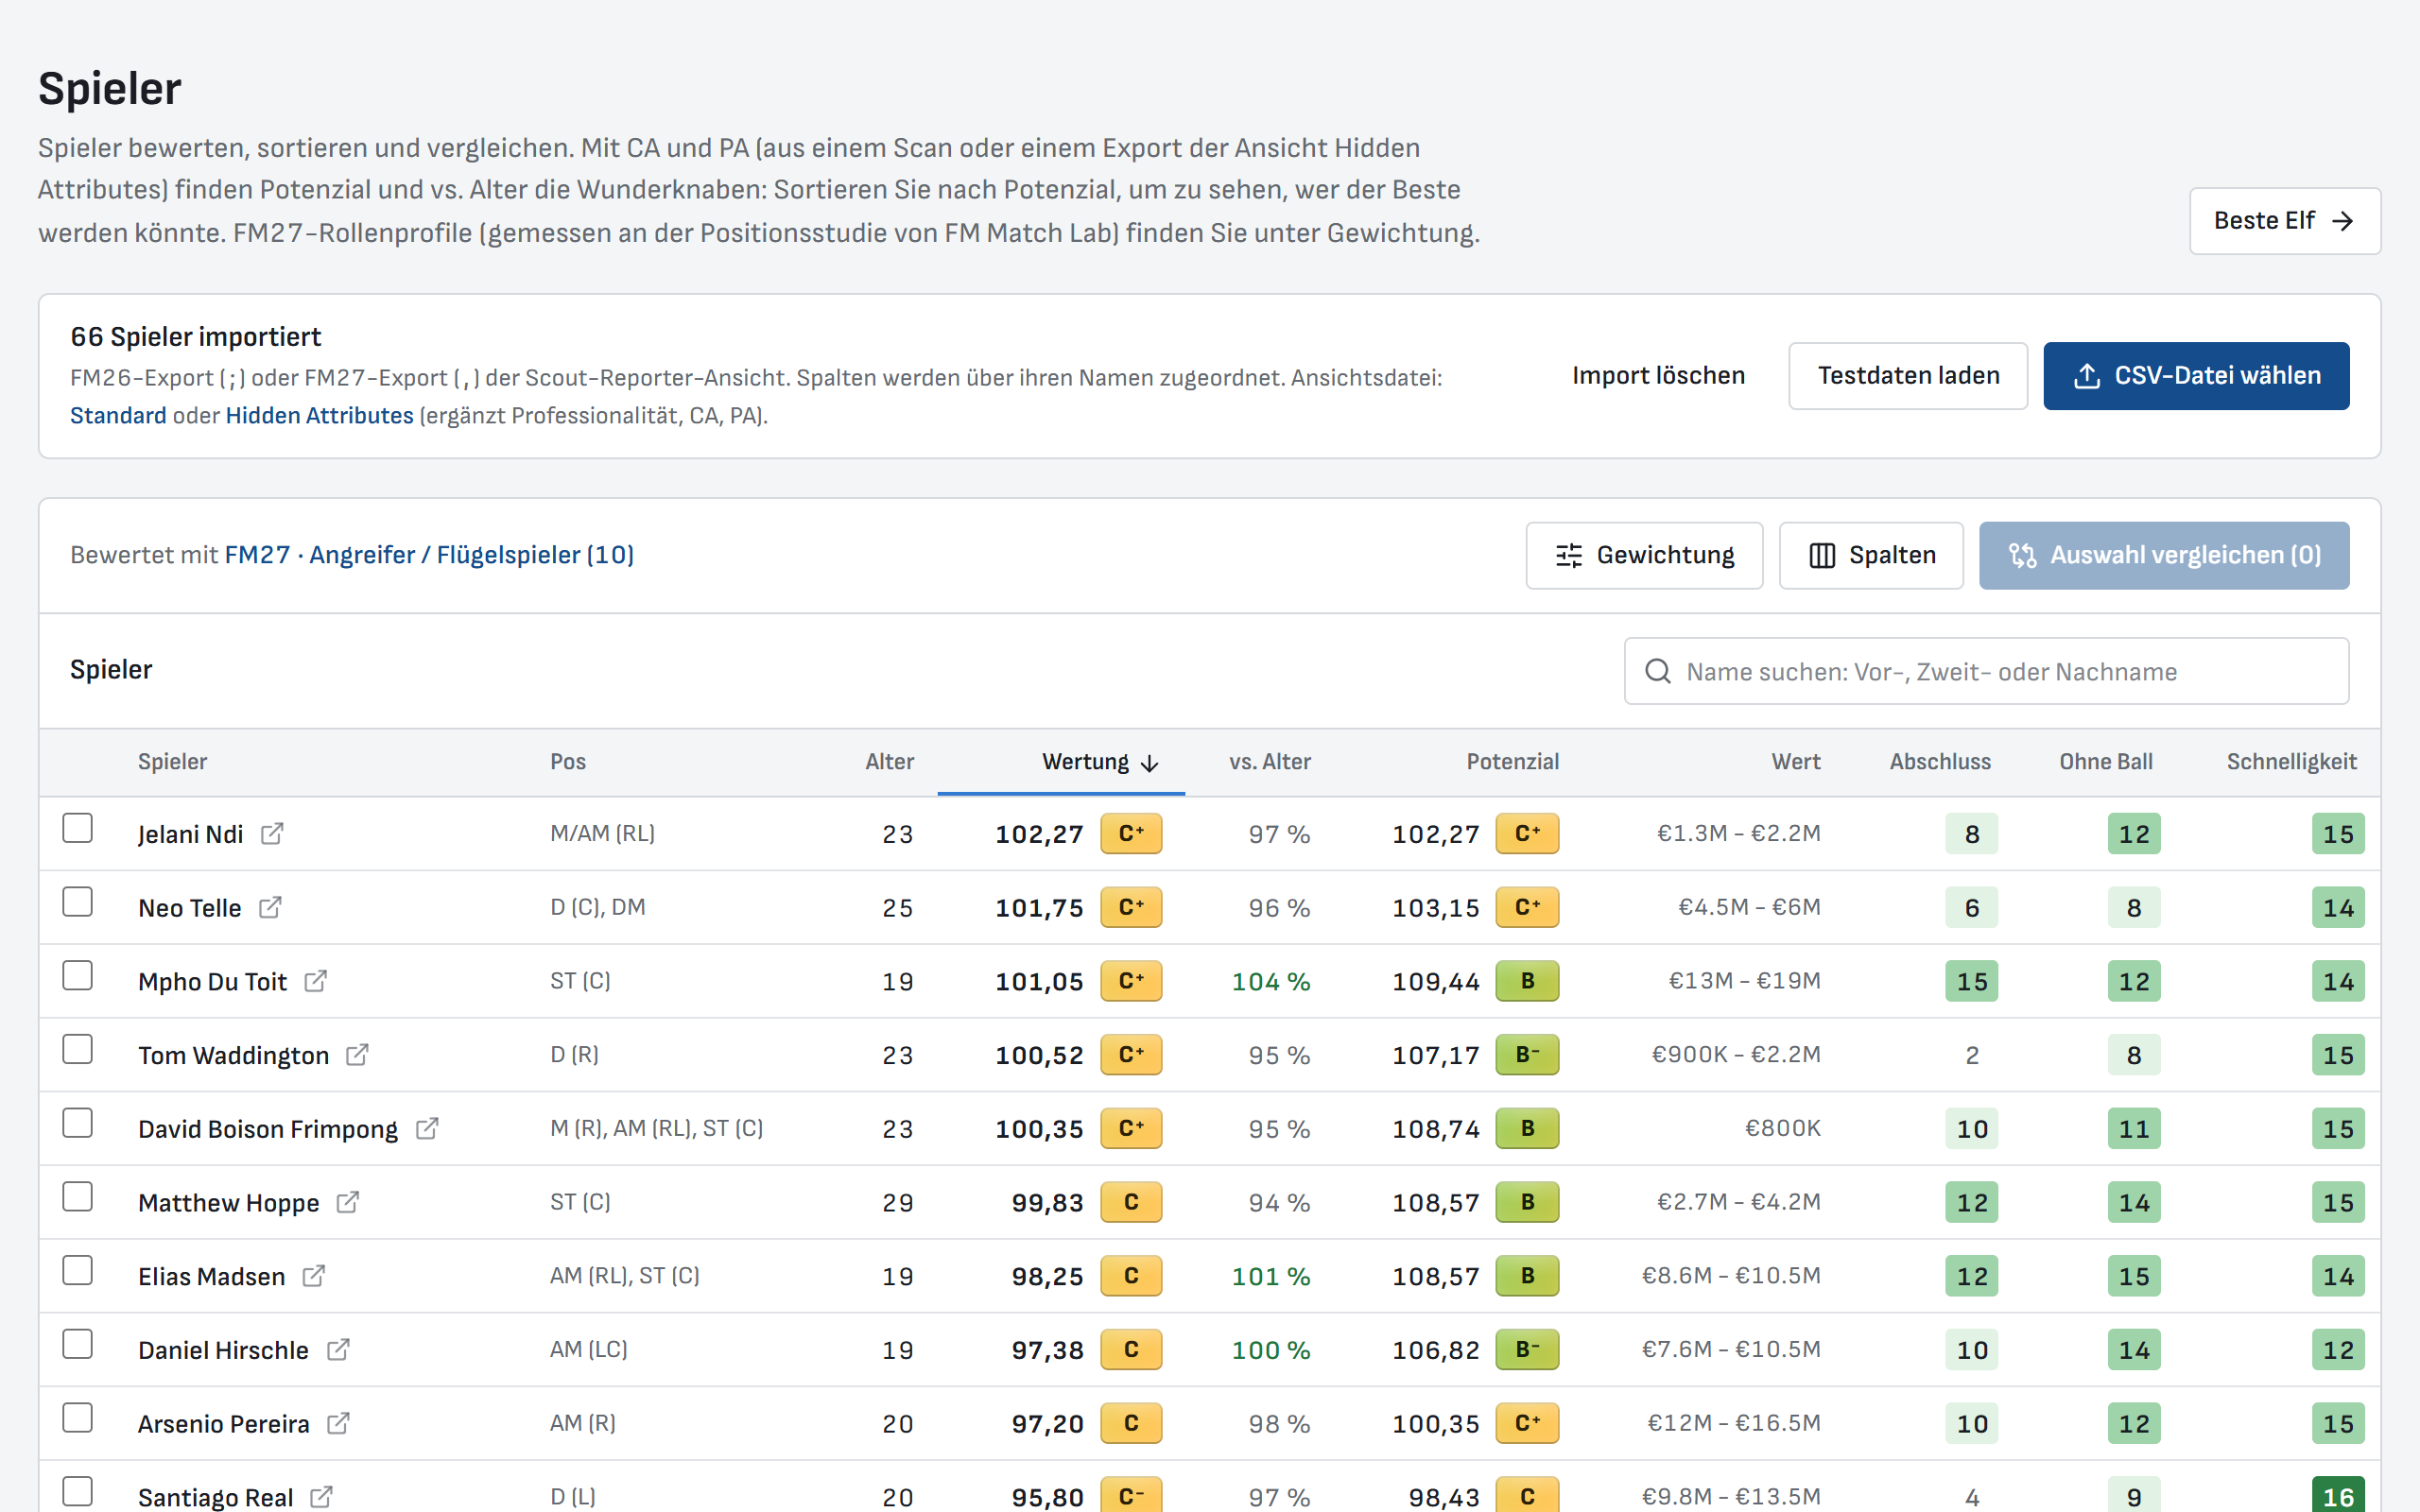 Spieler
Spieler bewerten, sortieren und vergleichen. Mit CA und PA (aus einem Scan oder einem Export der Ansicht Hidden
Attributes) finden Potenzial und vs. Alter die Wunderknaben: Sortieren Sie nach Potenzial, um zu sehen, wer der Beste
werden könnte. FM27-Rollenprofile (gemessen an der Positionsstudie von FM Match Lab) finden Sie unter Gewichtung.
Beste Elf →
66 Spieler importiert
FM26-Export (;) oder FM27-Export (,) der Scout-Reporter-Ansicht. Spalten werden über ihren Namen zugeordnet. Ansichtsdatei:
Standard oder Hidden Attributes (ergänzt Professionalität, CA, PA).
Import löschen Testdaten laden CSV-Datei wählen
Bewertet mit FM27 · Angreifer / Flügelspieler (10)
Gewichtung Spalten Auswahl vergleichen (0)
Spieler
Name suchen: Vor-, Zweit- oder Nachname
Spieler Pos Alter Wertung ↓ vs. Alter Potenzial Wert Abschluss Ohne Ball Schnelligkeit
Jelani Ndi M/AM (RL) 23 102,27 C+ 97 % 102,27 C+ €1.3M - €2.2M 8 12 15
Neo Telle D (C), DM 25 101,75 C+ 96 % 103,15 C+ €4.5M - €6M 6 8 14
Mpho Du Toit ST (C) 19 101,05 C+ 104 % 109,44 B €13M - €19M 15 12 14
Tom Waddington D (R) 23 100,52 C+ 95 % 107,17 B- €900K - €2.2M 2 8 15
David Boison Frimpong M (R), AM (RL), ST (C) 23 100,35 C+ 95 % 108,74 B €800K 10 11 15
Matthew Hoppe ST (C) 29 99,83 C 94 % 108,57 B €2.7M - €4.2M 12 14 15
Elias Madsen AM (RL), ST (C) 19 98,25 C 101 % 108,57 B €8.6M - €10.5M 12 15 14
Daniel Hirschle AM (LC) 19 97,38 C 100 % 106,82 B- €7.6M - €10.5M 10 14 12
Arsenio Pereira AM (R) 20 97,20 C 98 % 100,35 C+ €12M - €16.5M 10 12 15
Santiago Real D (L) 20 95,80 C- 97 % 98,43 C €9.8M - €13.5M 4 9 16